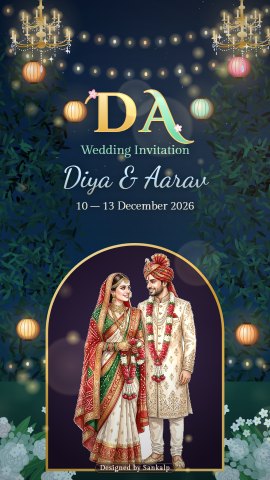 DA
Wedding Invitation
Diya & Aarav
10 — 13 December 2026
Designed by Sankalp